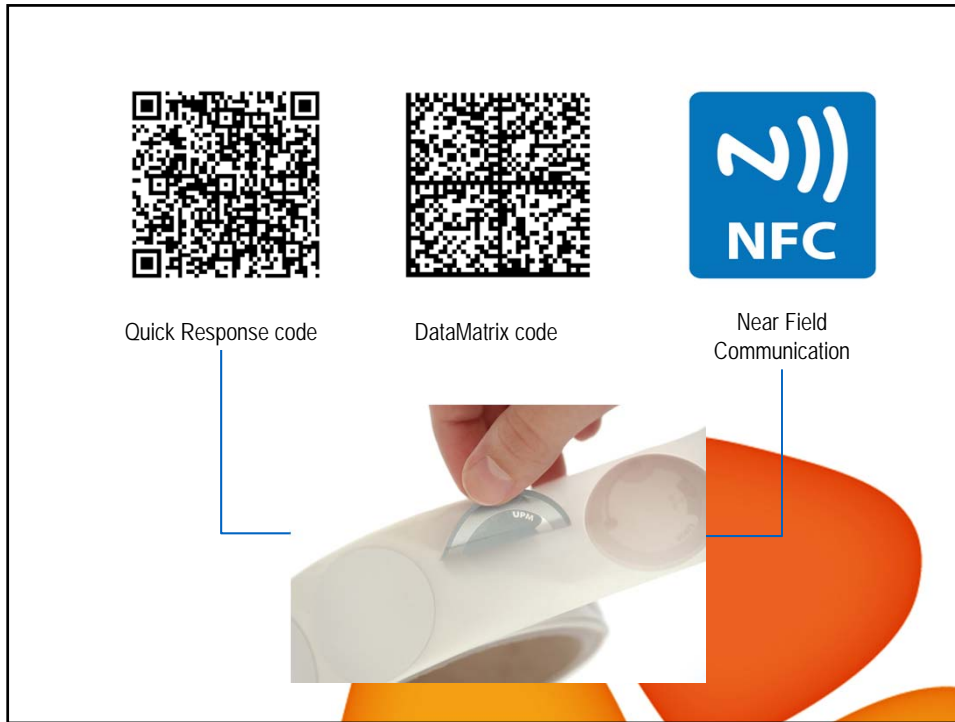 NFC
Quick Response code
DataMatrix code
Near Field
Communication
UPM